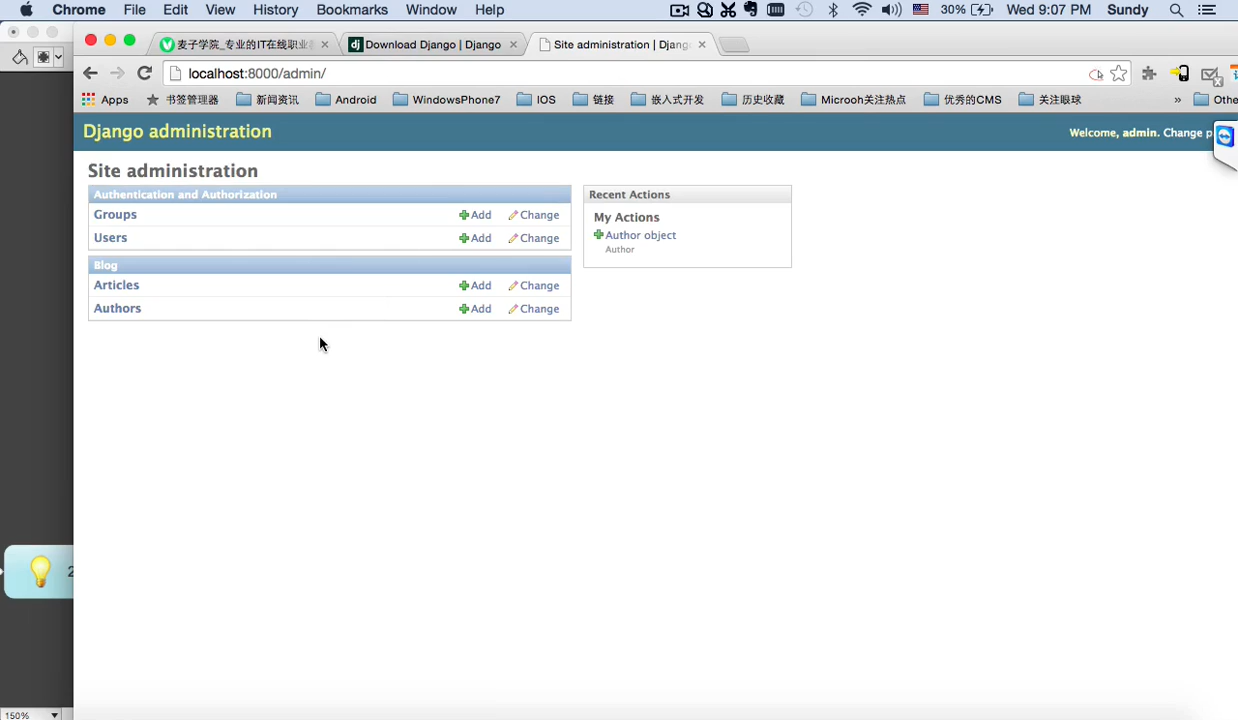 Chrome File Edit View History Bookmarks Window Help 30% Wed 9:07 PM Sundy
麦子学院_专业的IT在线职业 Download Django | Django Site administration | Djang
localhost:8000/admin/
Apps 书签管理器 新闻资讯 Android WindowsPhone7 IOS 链接 嵌入式开发 历史收藏 Microoh关注热点 优秀的CMS 关注眼球 » Othe
Django administration
Welcome, admin. Change p
Site administration
Authentication and Authorization
Groups Add Change
Users Add Change
Blog
Articles Add Change
Authors Add Change
Recent Actions
My Actions
Author object
Author
2
150%